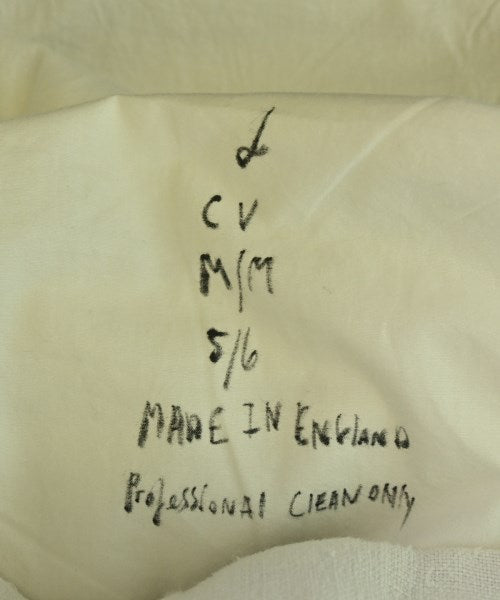 CV
M/M
5/6
MADE IN ENGLAND
Professional CLEAN ONly